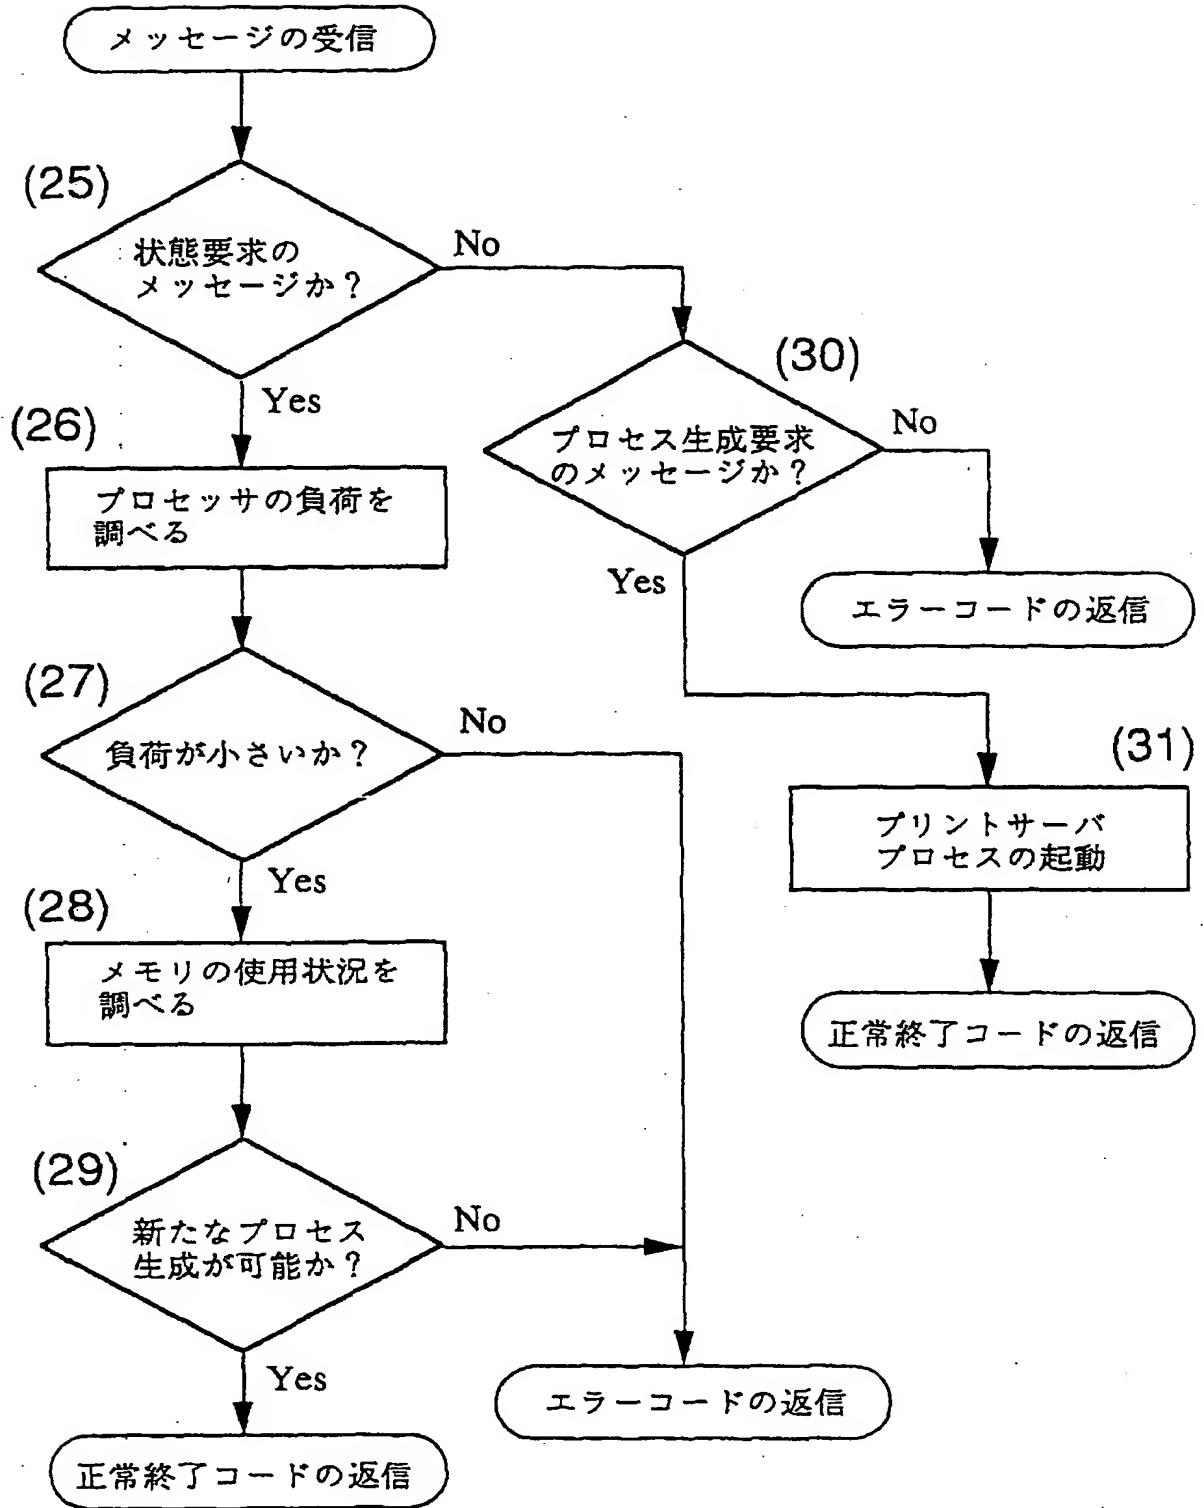 メッセージの受信
(25)
状態要求の
メッセージか？
No
Yes
(30)
プロセス生成要求
のメッセージか？
No
Yes
エラーコードの返信
(26)
プロセッサの負荷を
調べる
(27)
負荷が小さいか？
No
Yes
(31)
プリントサーバ
プロセスの起動
正常終了コードの返信
(28)
メモリの使用状況を
調べる
(29)
新たなプロセス
生成が可能か？
No
Yes
エラーコードの返信
正常終了コードの返信